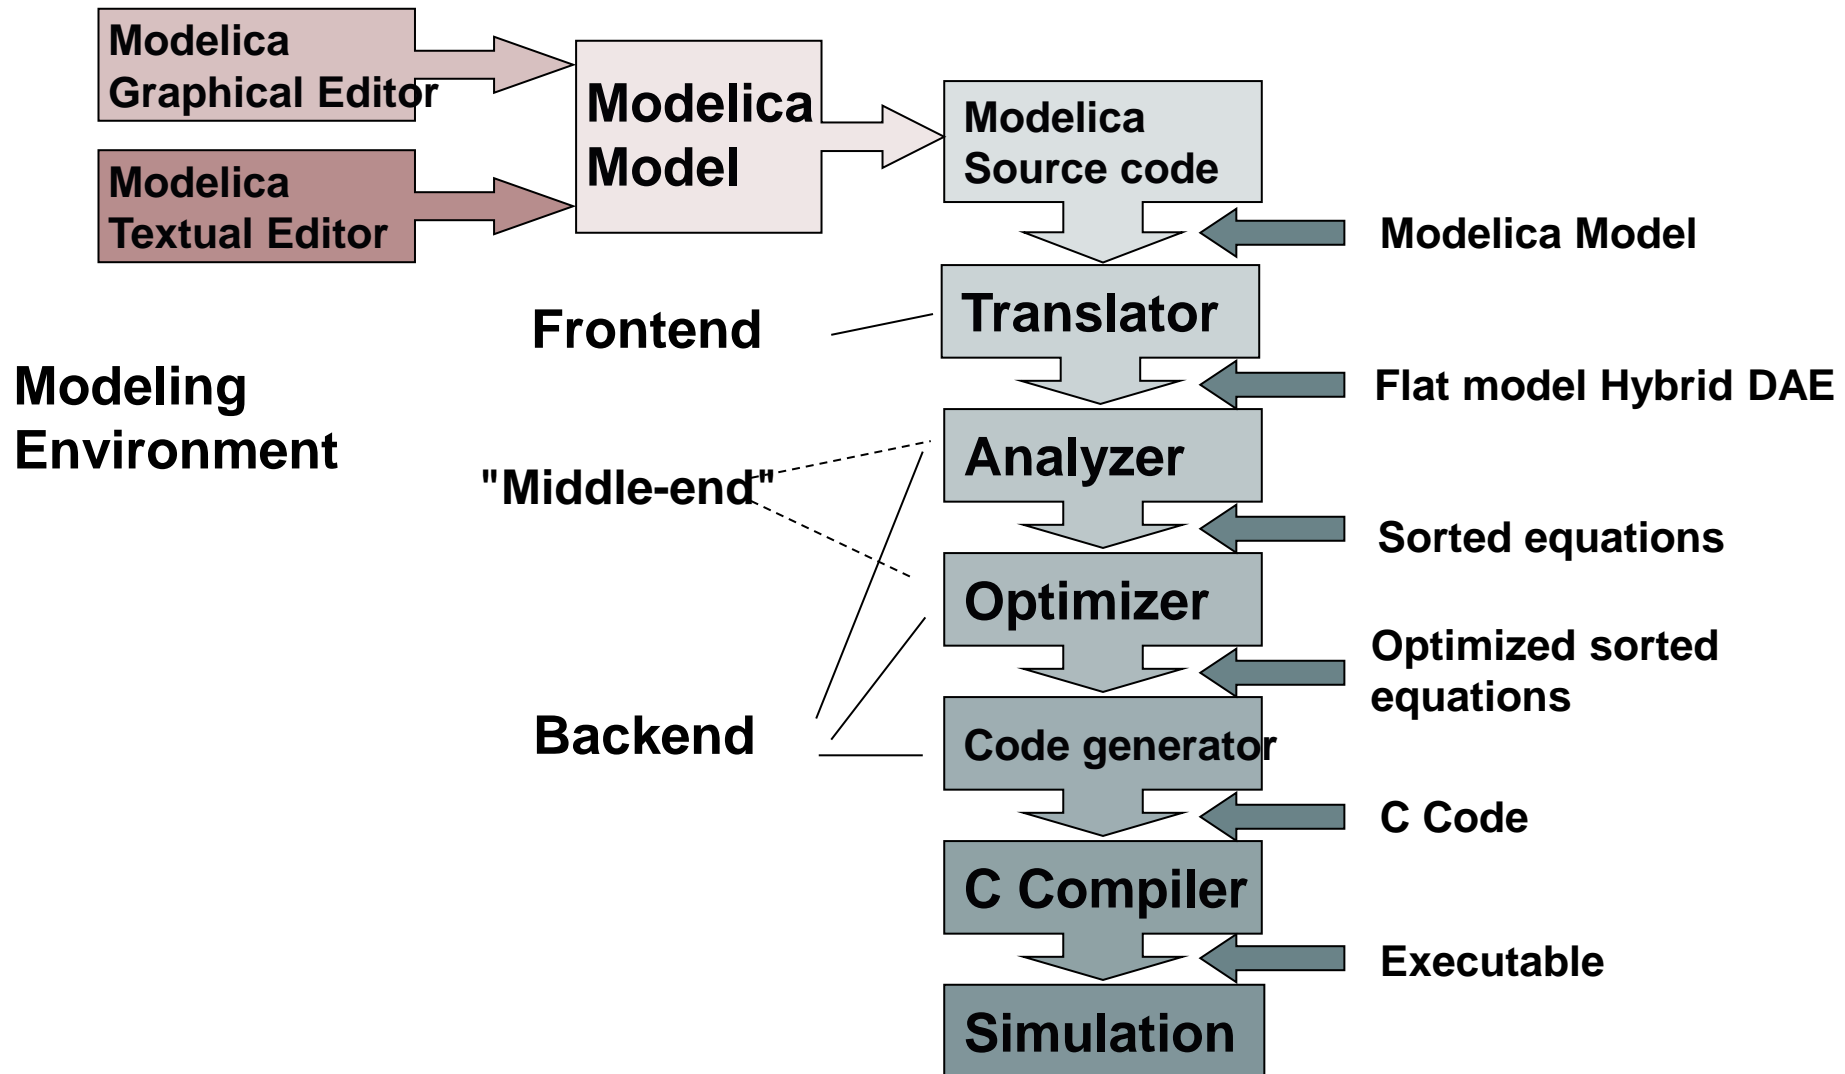 Modelica
Graphical Editor
Modelica
Textual Editor
Modelica
Model
Modelica
Source code
Modelica Model
Translator
Frontend
Flat model Hybrid DAE
Modeling
Environment
Analyzer
"Middle-end"
Sorted equations
Optimizer
Optimized sorted
equations
Backend
Code generator
C Code
C Compiler
Executable
Simulation